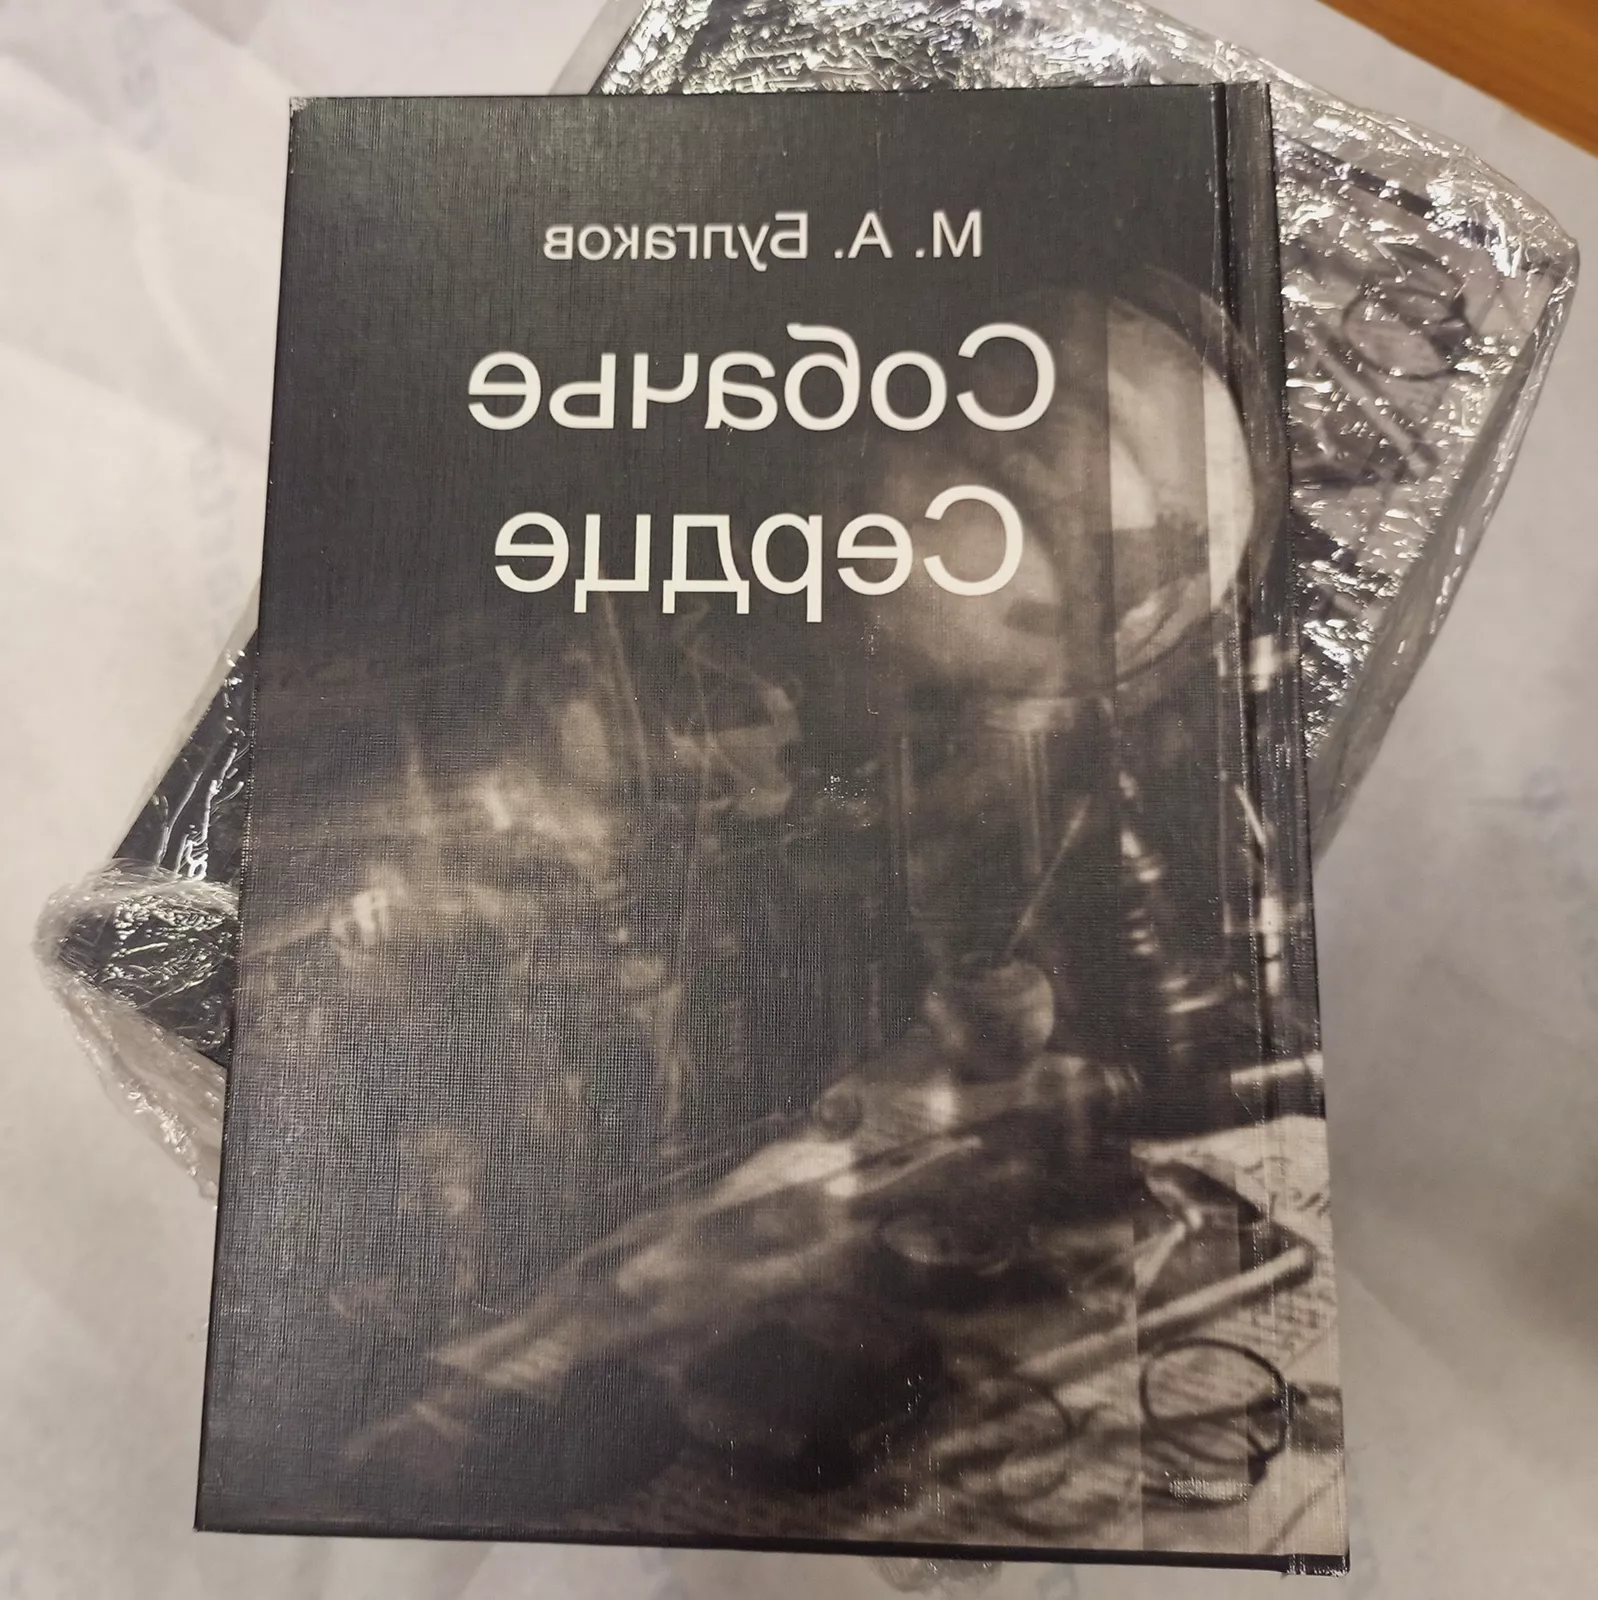 М. А. Булгаков
Собачье
Сердце